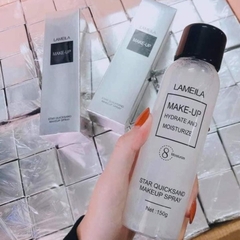 LAMEILA
MAKE-UP
LAMEILA
MAKE-UP
HYDRATE AN
MOISTURIZE
8
STAR QUICKSAND
MAKEUP SPRAY
Net: 150g